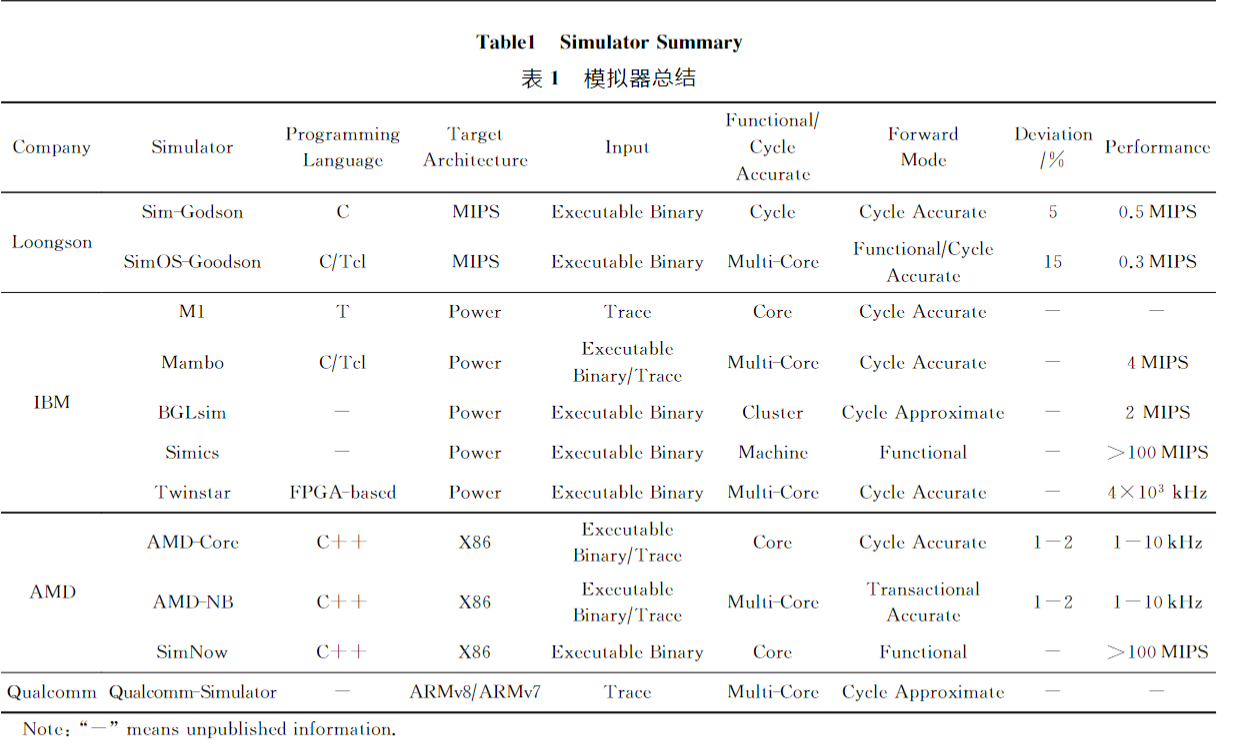 Table1 Simulator Summary
表 1 模拟器总结
Company Simulator Programming Language Target Architecture Input Functional/Cycle Accurate Forward Mode Deviation/% Performance
Loongson Sim-Godson C MIPS Executable Binary Cycle Cycle Accurate 5 0.5 MIPS
SimOS-Goodson C/Tcl MIPS Executable Binary Multi-Core Functional/Cycle Accurate 15 0.3 MIPS
IBM M1 T Power Trace Core Cycle Accurate — —
Mambo C/Tcl Power Executable Binary/Trace Multi-Core Cycle Accurate — 4 MIPS
BGLsim — Power Executable Binary Cluster Cycle Approximate — 2 MIPS
Simics — Power Executable Binary Machine Functional — >100 MIPS
Twinstar FPGA-based Power Executable Binary Multi-Core Cycle Accurate — 4×10³ kHz
AMD AMD-Core C++ X86 Executable Binary/Trace Core Cycle Accurate 1—2 1—10 kHz
AMD-NB C++ X86 Executable Binary/Trace Multi-Core Transactional Accurate 1—2 1—10 kHz
SimNow C++ X86 Executable Binary Core Functional — >100 MIPS
Qualcomm Qualcomm-Simulator — ARMv8/ARMv7 Trace Multi-Core Cycle Approximate — —
Note: “—” means unpublished information.